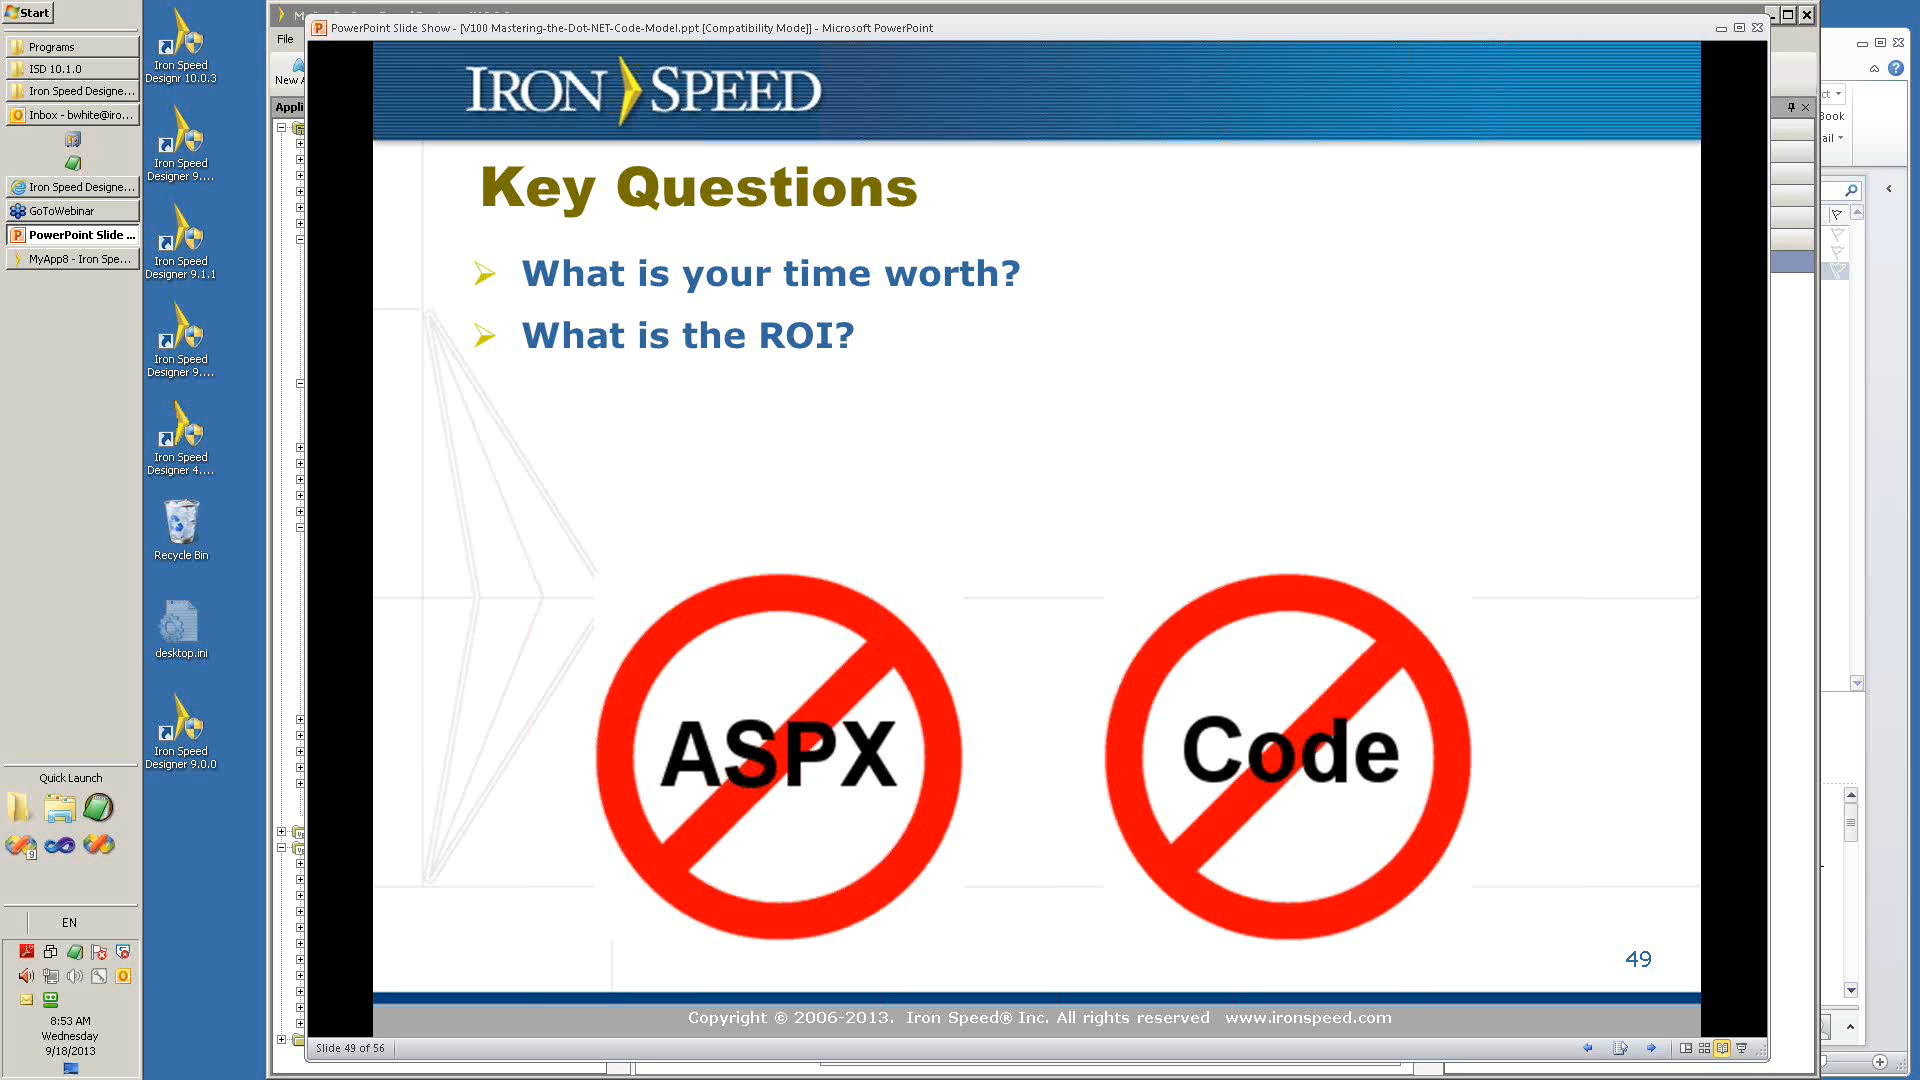 Start
Programs
ISD 10.1.0
Iron Speed Designe...
Inbox - bwhite@iro...
Iron Speed Designe...
GoToWebinar
PowerPoint Slide ...
MyApp8 - Iron Spe...
Quick Launch
9
EN
8:53 AM
Wednesday
9/18/2013
Iron Speed
Designr 10.0.3
Iron Speed
Designer 9....
Iron Speed
Designer 9.1.1
Iron Speed
Designer 9....
Iron Speed
Designer 4....
Recycle Bin
desktop.ini
Iron Speed
Designer 9.0.0
File
New
Appli
PowerPoint Slide Show - [V100 Mastering-the-Dot-NET-Code-Model.ppt [Compatibility Mode]] - Microsoft PowerPoint
IRON SPEED
Key Questions
What is your time worth?
What is the ROI?
ASPX
Code
49
Copyright © 2006-2013. Iron Speed® Inc. All rights reserved www.ironspeed.com
Slide 49 of 56
ct
Book
ail